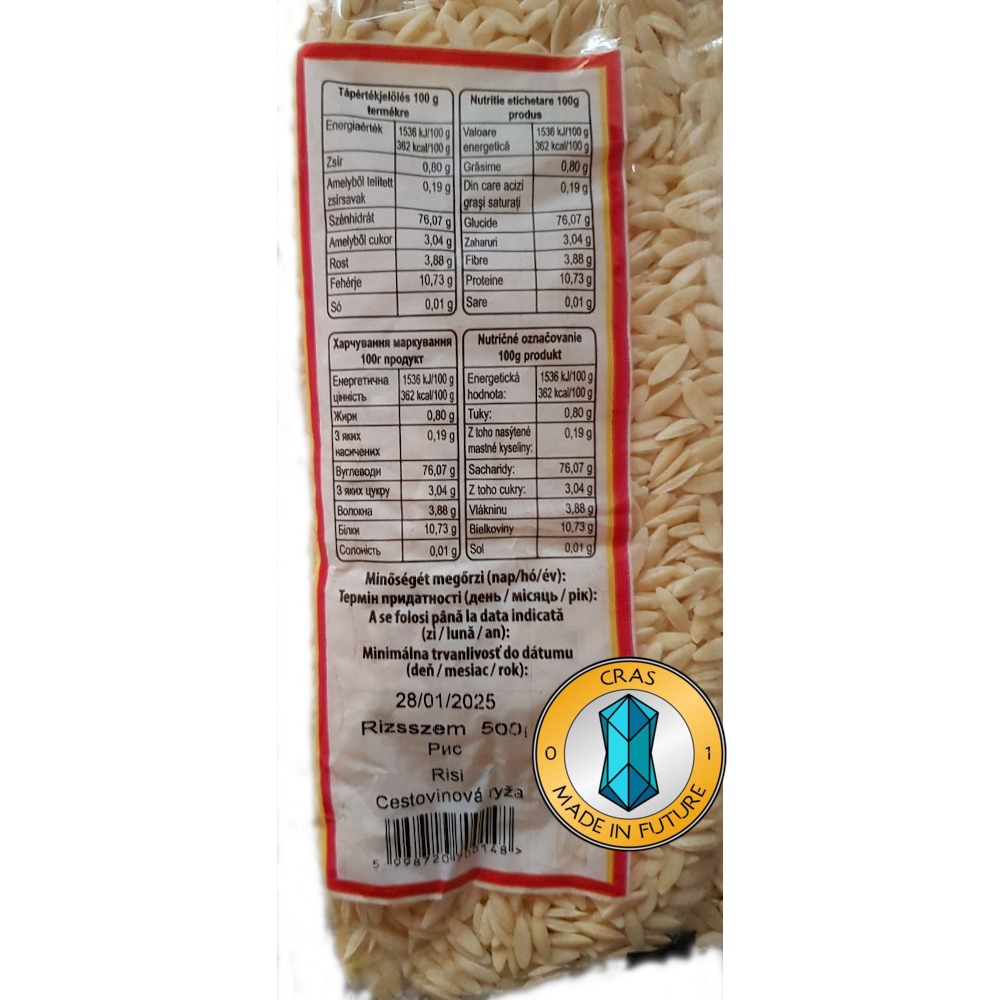 Tápértékjelölés 100 g
termékre
Energiaérték 1536 kJ/100 g
362 kcal/100 g
Zsír 0,80 g
Amelyből telített 0,19 g
zsírsavak
Szénhidrát 76,07 g
Amelyből cukor 3,04 g
Rost 3,88 g
Fehérje 10,73 g
Só 0,01 g
Nutritie etichetare 100g
produs
Valoare 1536 kJ/100 g
energetică 362 kcal/100 g
Grăsime 0,80 g
Din care acizi 0,19 g
grași saturați
Glucide 76,07 g
Zaharuri 3,04 g
Fibre 3,88 g
Proteine 10,73 g
Sare 0,01 g
Харчування маркування
100г продукт
Енергетична 1536 kJ/100 g
цінність 362 kcal/100 g
Жири 0,80 g
З яких 0,19 g
насичених
Вуглеводи 76,07 g
З яких цукру 3,04 g
Волокна 3,88 g
Білки 10,73 g
Солоність 0,01 g
Nutričné označovanie
100g produkt
Energetická 1536 kJ/100 g
hodnota: 362 kcal/100 g
Tuky: 0,80 g
Z toho nasýtené 0,19 g
mastné kyseliny:
Sacharidy: 76,07 g
Z toho cukry: 3,04 g
Vlákninu 3,88 g
Bielkoviny 10,73 g
Sol 0,01 g
Minőségét megőrzi (nap/hó/év):
Термін придатності (день / місяць / рік):
A se folosi până la data indicată
(zi / lună / an):
Minimálna trvanlivosť do dátumu
(deň / mesiac / rok):
28/01/2025
Rizsszem 500g
Рис
Risi
Cestovinová ryža
CRAS
0 1
MADE IN FUTURE